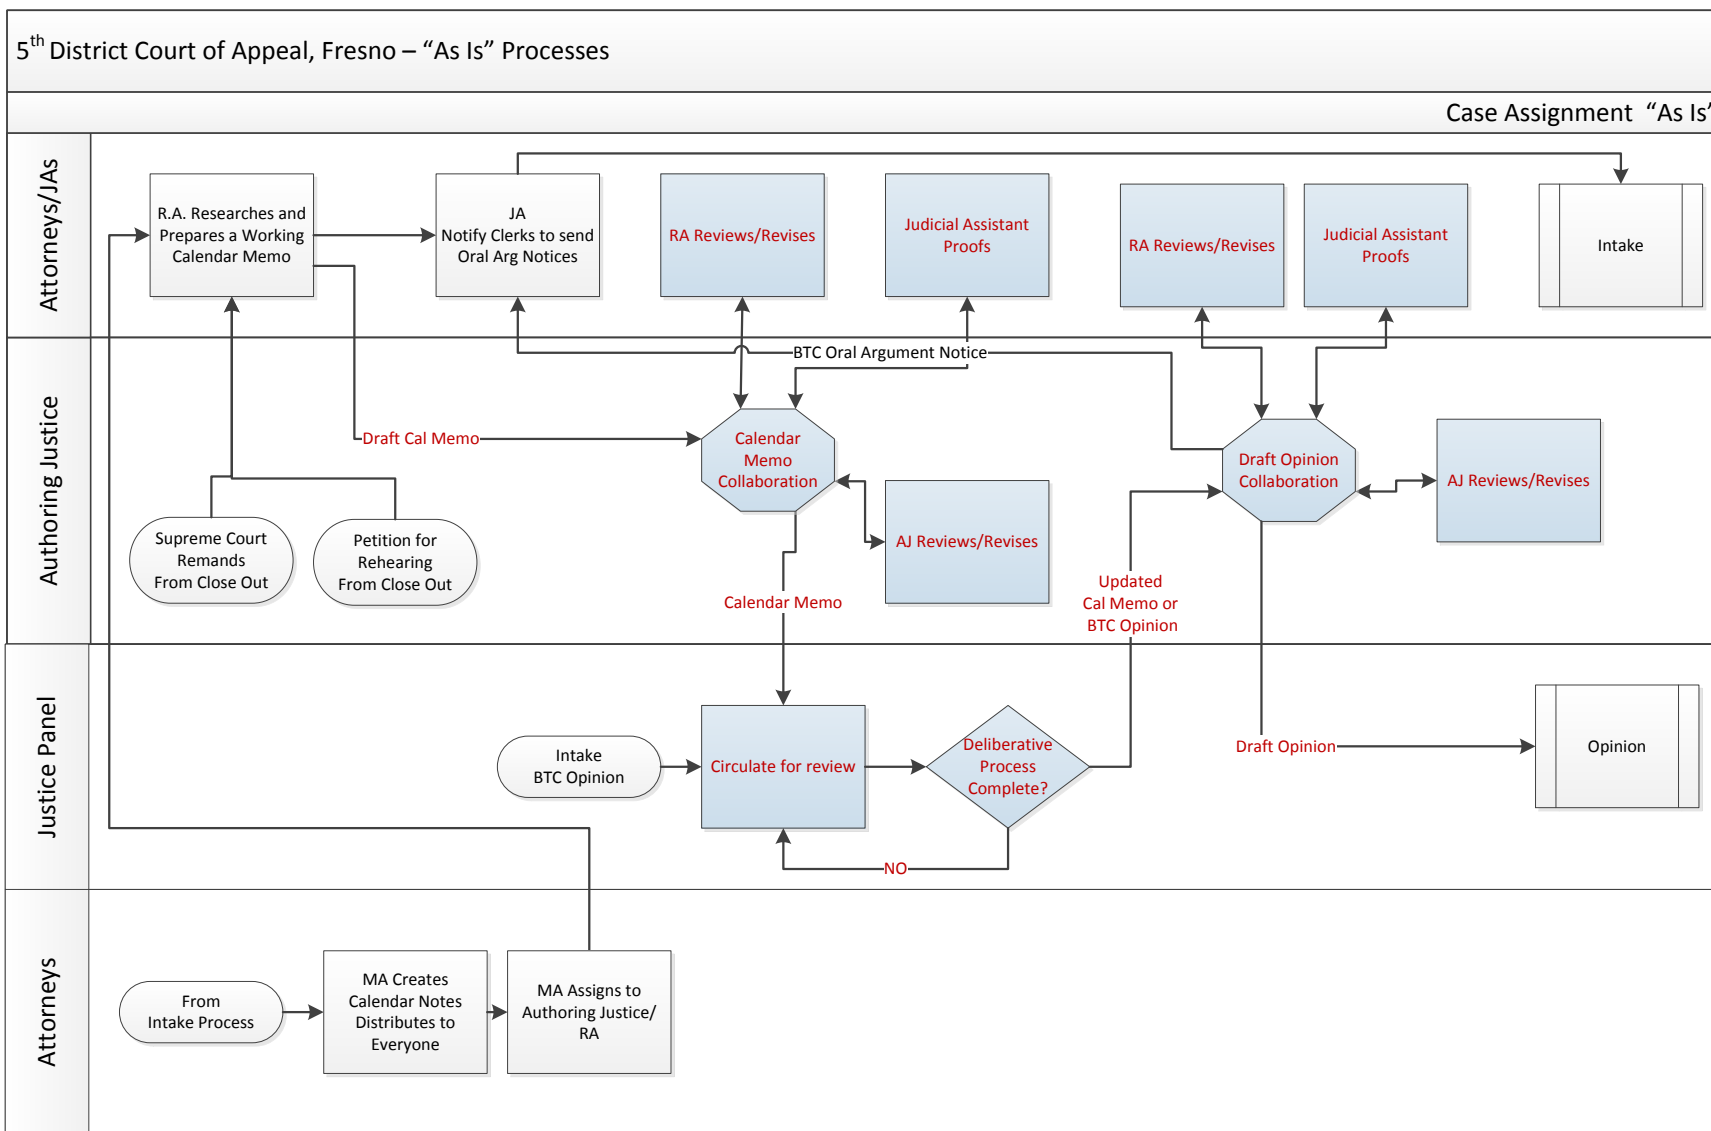 5th District Court of Appeal, Fresno – “As Is” Processes
Case Assignment “As Is”
Attorneys/JAs
R.A. Researches and
Prepares a Working
Calendar Memo
JA
Notify Clerks to send
Oral Arg Notices
RA Reviews/Revises
Judicial Assistant
Proofs
RA Reviews/Revises
Judicial Assistant
Proofs
Intake
Authoring Justice
BTC Oral Argument Notice
Draft Cal Memo
Calendar
Memo
Collaboration
Draft Opinion
Collaboration
AJ Reviews/Revises
AJ Reviews/Revises
Supreme Court
Remands
From Close Out
Petition for
Rehearing
From Close Out
Calendar Memo
Updated
Cal Memo or
BTC Opinion
Justice Panel
Intake
BTC Opinion
Circulate for review
Deliberative
Process
Complete?
NO
Draft Opinion
Opinion
Attorneys
From
Intake Process
MA Creates
Calendar Notes
Distributes to
Everyone
MA Assigns to
Authoring Justice/
RA